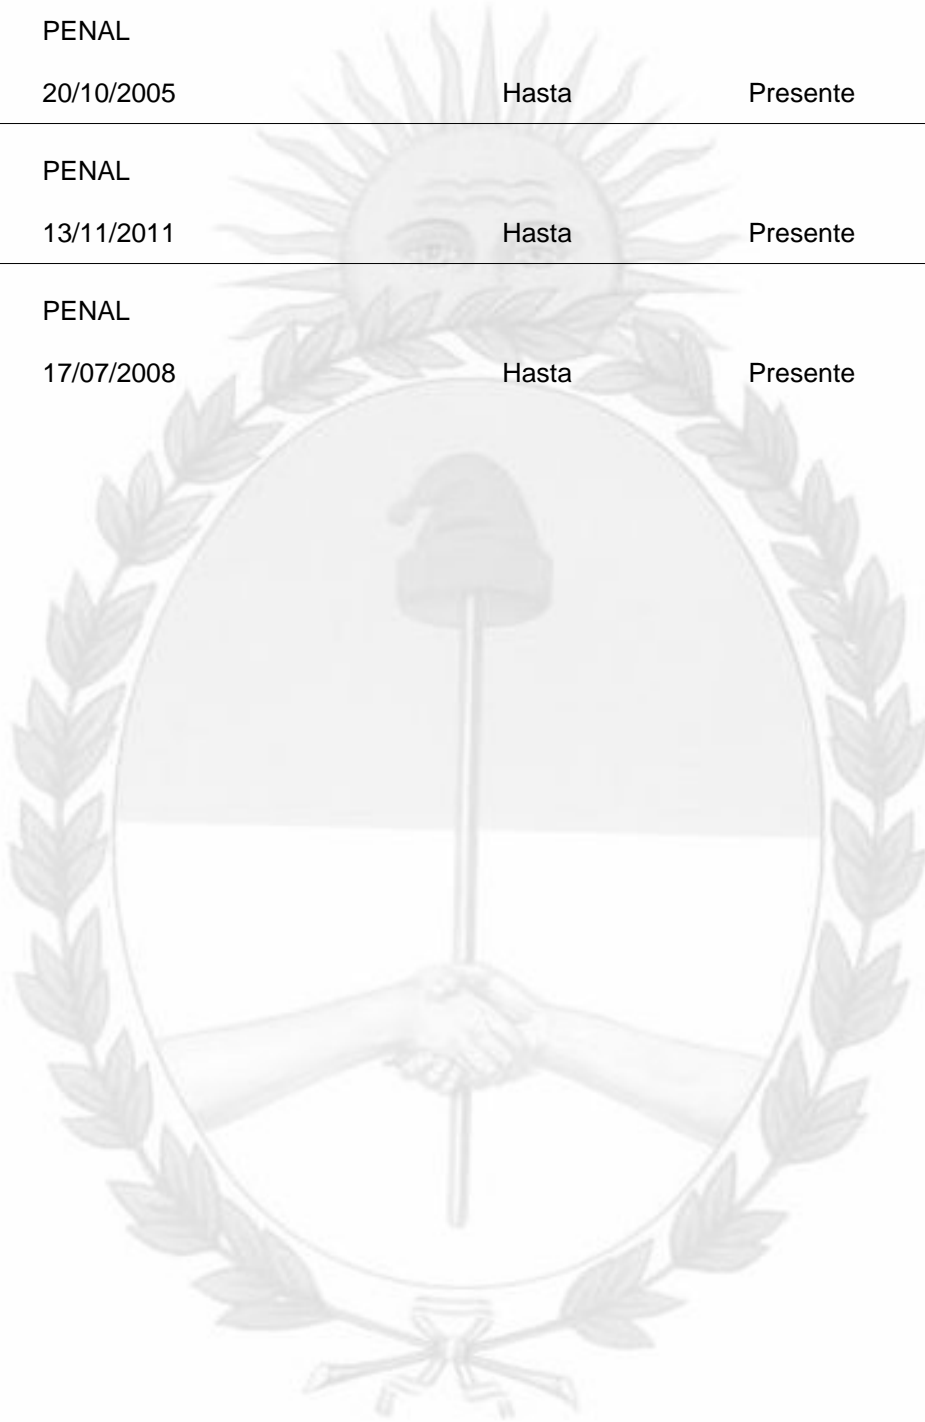 PENAL
20/10/2005 Hasta Presente
PENAL
13/11/2011 Hasta Presente
PENAL
17/07/2008 Hasta Presente